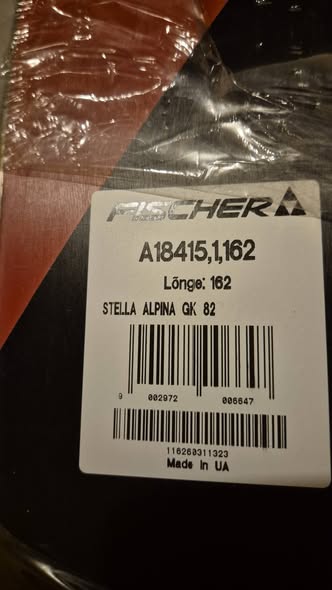 FISCHER
A18415,1,162
Lõnge: 162
STELLA ALPINA GK 82
9 002972 006647
116260311323
Made In UA